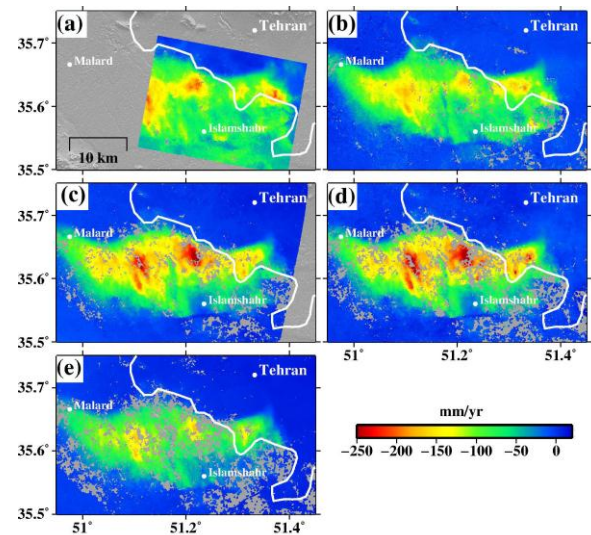 (a)
Tehran
Malard
Islamshahr
10 km
35.7°
35.6°
35.5°
(b)
Tehran
Malard
Islamshahr
(c)
Tehran
Malard
Islamshahr
35.7°
35.6°
35.5°
(d)
Tehran
Malard
Islamshahr
51° 51.2° 51.4°
(e)
Tehran
Malard
Islamshahr
35.7°
35.6°
35.5°
51° 51.2° 51.4°
mm/yr
−250 −200 −150 −100 −50 0